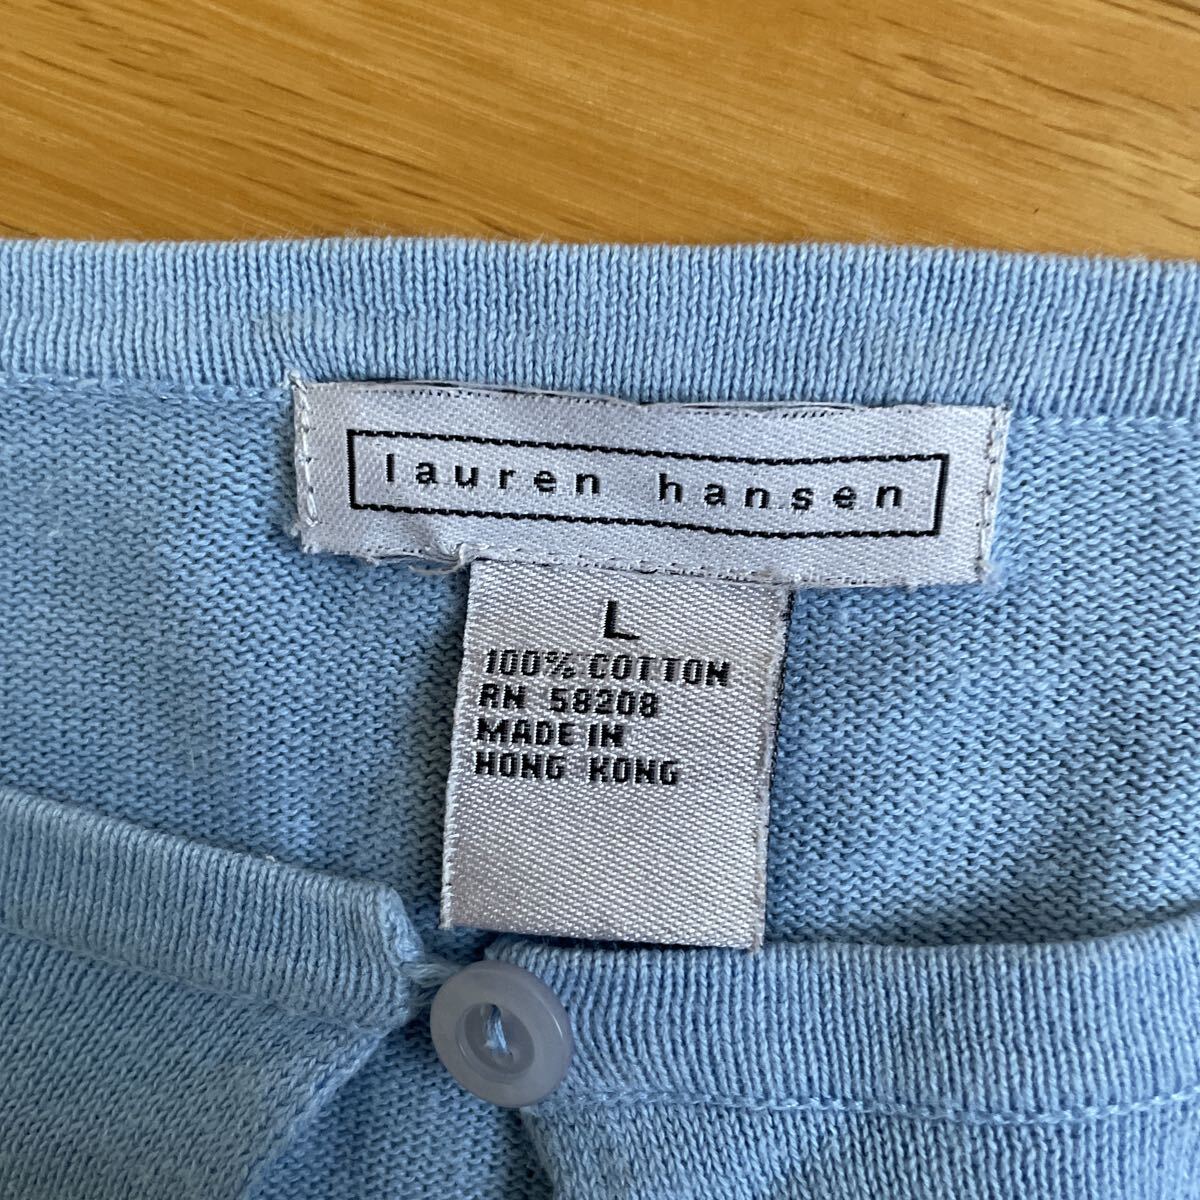 lauren hansen
L
100% COTTON
RN 58208
MADE IN
HONG KONG